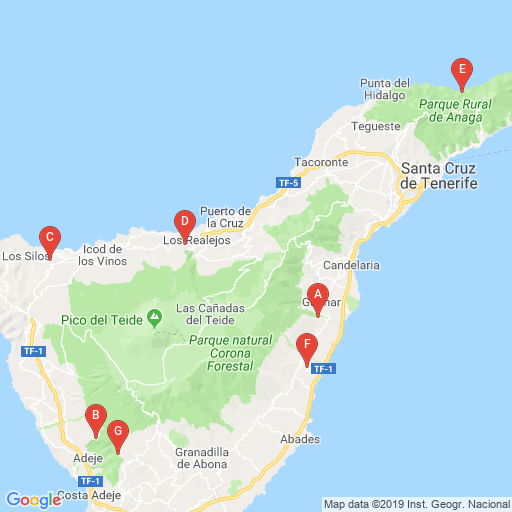 E
Punta del
Hidalgo
Parque Rural
de Anaga
Tegueste
Tacoronte
Santa Cruz
de Tenerife
TF-5
Puerto de
la Cruz
D
Los Realejos
C
Los Silos
Icod de
los Vinos
Candelaria
A
Las Cañadas
del Teide
Pico del Teide
Parque natural
Corona
Forestal
F
TF-1
TF-1
B
G
Adeje
Granadilla
de Abona
Abades
TF-1
Costa Adeje
Google
Map data ©2019 Inst. Geogr. Nacional